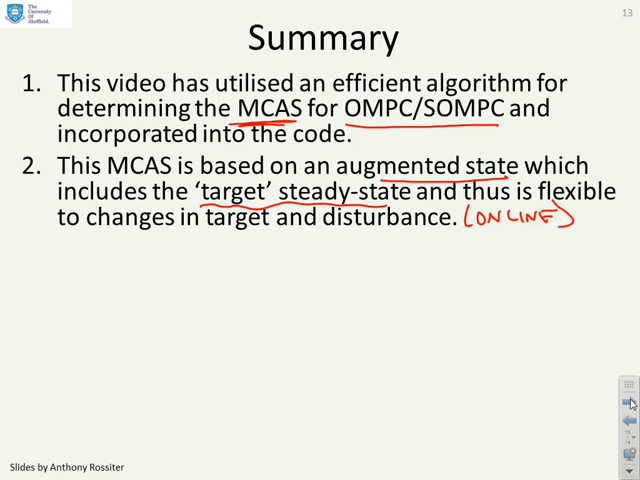 The
University
Of
Sheffield.
13
Summary
1. This video has utilised an efficient algorithm for
determining the MCAS for OMPC/SOMPC and
incorporated into the code.
2. This MCAS is based on an augmented state which
includes the ‘target’ steady-state and thus is flexible
to changes in target and disturbance. (ONLINE)
Slides by Anthony Rossiter